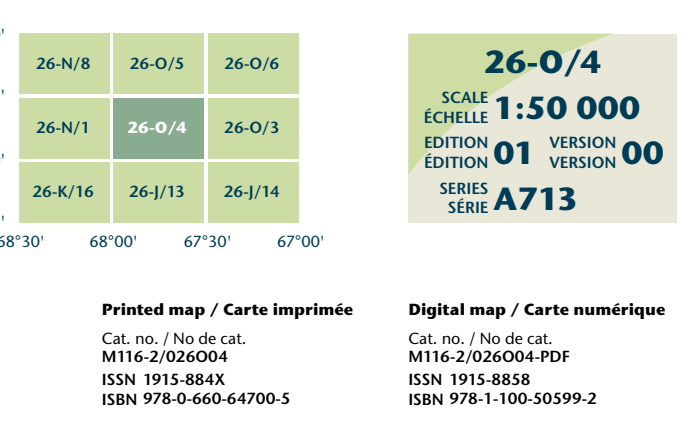 26-N/8 26-O/5 26-O/6
26-N/1 26-O/4 26-O/3
26-K/16 26-J/13 26-J/14
68°30' 68°00' 67°30' 67°00'
26-O/4
SCALE
ÉCHELLE 1:50 000
EDITION
ÉDITION 01 VERSION
VERSION 00
SERIES
SÉRIE A713
Printed map / Carte imprimée
Cat. no. / No de cat.
M116-2/026O04
ISSN 1915-884X
ISBN 978-0-660-64700-5
Digital map / Carte numérique
Cat. no. / No de cat.
M116-2/026O04-PDF
ISSN 1915-8858
ISBN 978-1-100-50599-2